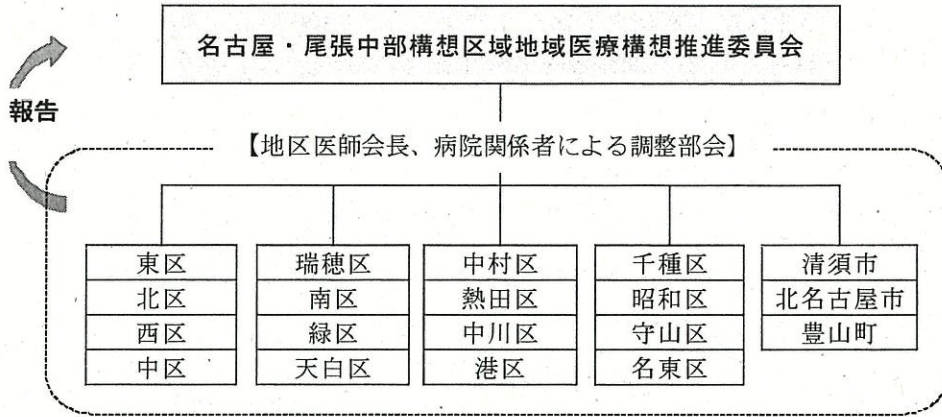 名古屋・尾張中部構想区域地域医療構想推進委員会
報告
【地区医師会長、病院関係者による調整部会】
東区
北区
西区
中区
瑞穂区
南区
緑区
天白区
中村区
熱田区
中川区
港区
千種区
昭和区
守山区
名東区
清須市
北名古屋市
豊山町